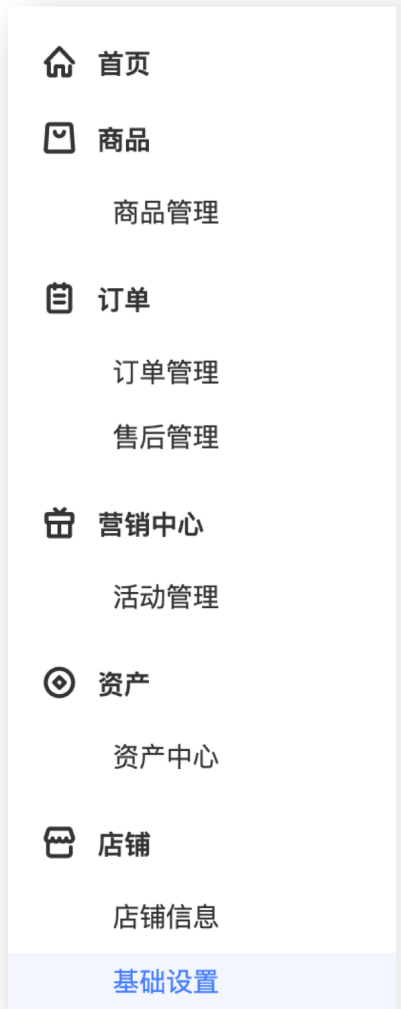 首页
商品
商品管理
订单
订单管理
售后管理
营销中心
活动管理
资产
资产中心
店铺
店铺信息
基础设置